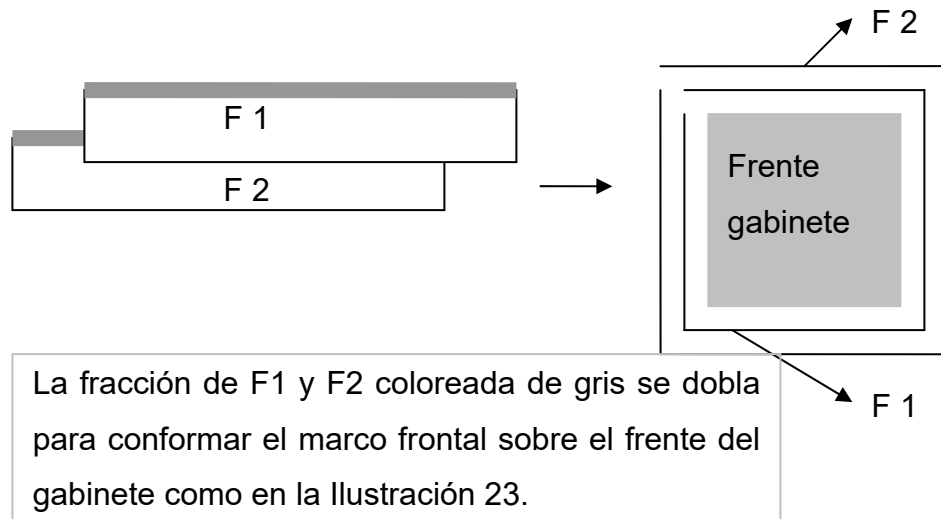 F 2
F 1
F 2
Frente
gabinete
F 1
La fracción de F1 y F2 coloreada de gris se dobla
para conformar el marco frontal sobre el frente del
gabinete como en la Ilustración 23.